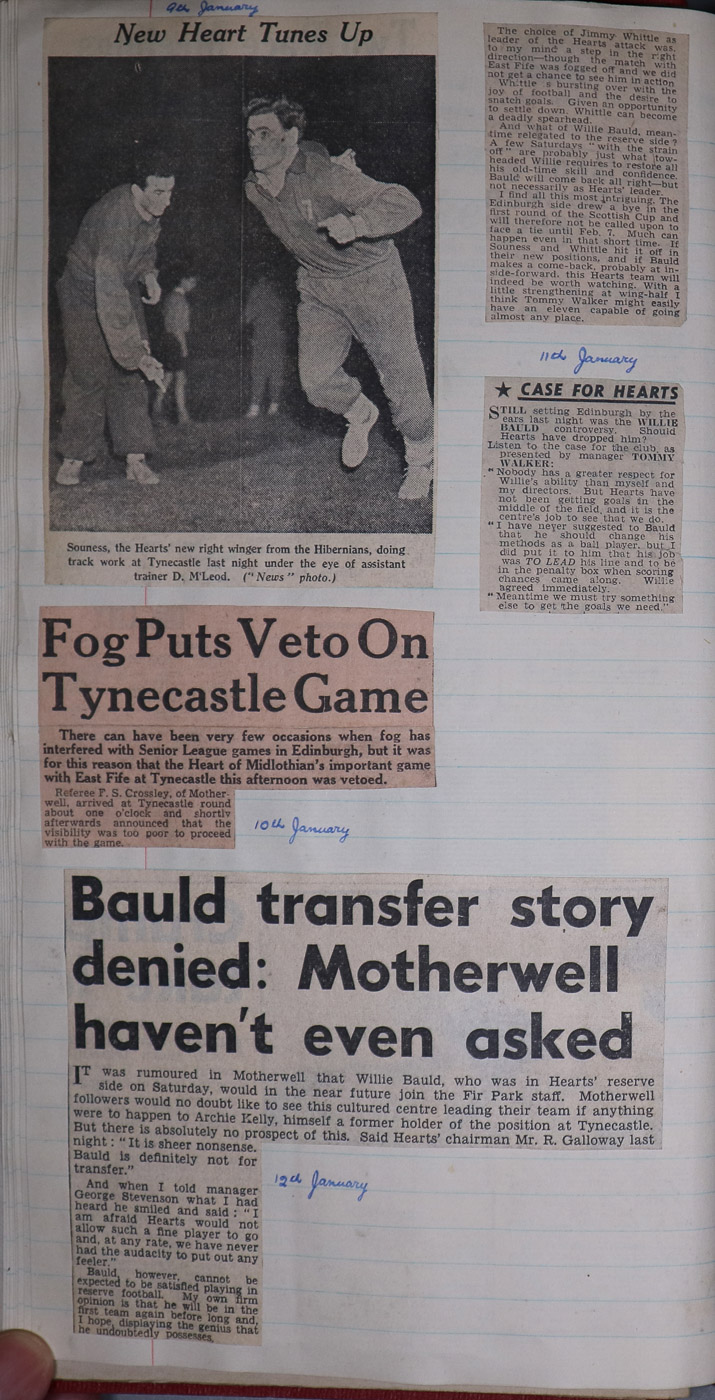 9th January
New Heart Tunes Up
Souness, the Hearts' new right winger from the Hibernians, doing
track work at Tynecastle last night under the eye of assistant
trainer D. M'Leod. ("News" photo.)
Fog Puts Veto On
Tynecastle Game
There can have been very few occasions when fog has
interfered with Senior League games in Edinburgh, but it was
for this reason that the Heart of Midlothian's important game
with East Fife at Tynecastle this afternoon was vetoed.
Referee F. S. Crossley, of Mother-
well, arrived at Tynecastle round
about one o'clock and shortly
afterwards announced that the
visibility was too poor to proceed
with the game.
10th January
The choice of Jimmy Whittle as
leader of the Hearts attack was,
to my mind a step in the right
direction—though the match with
East Fife was fogged off and we did
not get a chance to see him in action
Whittle s bursting over with the
joy of football and the desire to
snatch goals. Given an opportunity
to settle down, Whittle can become
a deadly spearhead.
And what of Willie Bauld, mean-
time relegated to the reserve side?
A few Saturdays "with the strain
off" are probably just what tow-
headed Willie requires to restore all
his old-time skill and confidence.
Bauld will come back all right—but
not necessarily as Hearts' leader.
I find all this most intriguing. The
Edinburgh side drew a bye in the
first round of the Scottish Cup and
will therefore not be called upon to
face a tie until Feb. 7. Much can
happen even in that short time. If
Souness and Whittle hit it off in
their new positions, and if Bauld
makes a come-back, probably at in-
side-forward, this Hearts team will
indeed be worth watching. With a
little strengthening at wing-half I
think Tommy Walker might easily
have an eleven capable of going
almost any place.
11th January
★ CASE FOR HEARTS
STILL setting Edinburgh by the
ears last night was the WILLIE
BAULD controversy. Should
Hearts have dropped him?
Listen to the case for the club, as
presented by manager TOMMY
WALKER:
"Nobody has a greater respect for
Willie's ability than myself and
my directors. But Hearts have
not been getting goals in the
middle of the field, and it is the
centre's job to see that we do.
"I have never suggested to Bauld
that he should change his
methods as a ball player, but I
did put it to him that his job
was TO LEAD his line and to be
in the penalty box when scoring
chances came along. Willie
agreed immediately.
"Meantime we must try something
else to get the goals we need."
Bauld transfer story
denied: Motherwell
haven't even asked
IT was rumoured in Motherwell that Willie Bauld, who was in Hearts' reserve
side on Saturday, would in the near future join the Fir Park staff. Motherwell
followers would no doubt like to see this cultured centre leading their team if anything
were to happen to Archie Kelly, himself a former holder of the position at Tynecastle.
But there is absolutely no prospect of this. Said Hearts' chairman Mr. R. Galloway last
night: "It is sheer nonsense.
Bauld is definitely not for
transfer."
And when I told manager
George Stevenson what I had
heard he smiled and said: "I
am afraid Hearts would not
allow such a fine player to go
and, at any rate, we have never
had the audacity to put out any
feeler."
Bauld, however, cannot be
expected to be satisfied playing in
reserve football. My own firm
opinion is that he will be in the
first team again before long and,
I hope, displaying the genius that
he undoubtedly possesses.
12th January